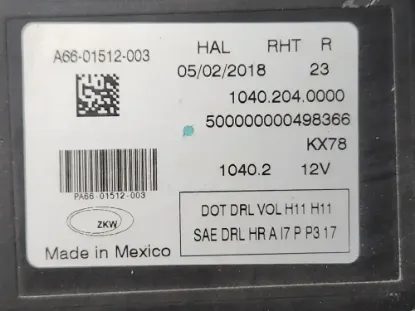 A66-01512-003
HAL RHT R
05/02/2018 23
1040.204.0000
500000000498366
KX78
1040.2 12V
PA66 01512-003
ZKW
DOT DRL VOL H11 H11
SAE DRL HR A I7 P P3 17
Made in Mexico